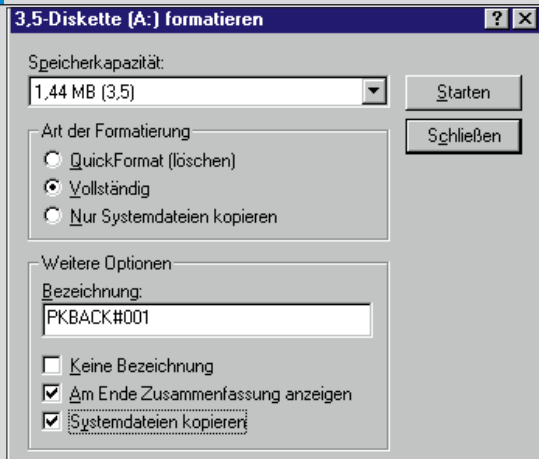 3,5-Diskette (A:) formatieren
Speicherkapazität:
1,44 MB (3,5)
Starten
Schließen
Art der Formatierung
QuickFormat (löschen)
Vollständig
Nur Systemdateien kopieren
Weitere Optionen
Bezeichnung:
PKBACK#001
Keine Bezeichnung
Am Ende Zusammenfassung anzeigen
Systemdateien kopieren